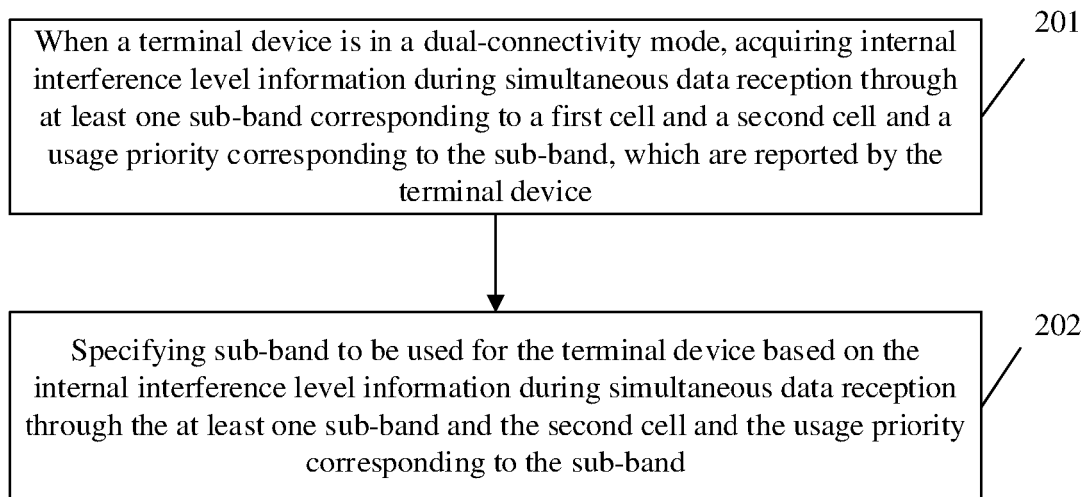 201
When a terminal device is in a dual-connectivity mode, acquiring internal
interference level information during simultaneous data reception through
at least one sub-band corresponding to a first cell and a second cell and a
usage priority corresponding to the sub-band, which are reported by the
terminal device
202
Specifying sub-band to be used for the terminal device based on the
internal interference level information during simultaneous data reception
through the at least one sub-band and the second cell and the usage priority
corresponding to the sub-band